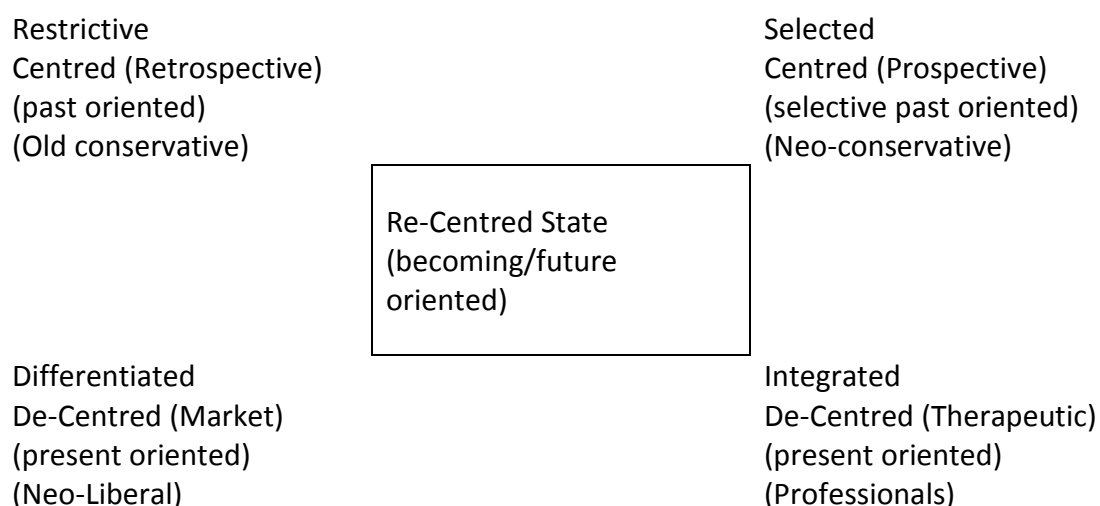 Restrictive
Centred (Retrospective)
(past oriented)
(Old conservative)
Selected
Centred (Prospective)
(selective past oriented)
(Neo-conservative)
Re-Centred State
(becoming/future
oriented)
Differentiated
De-Centred (Market)
(present oriented)
(Neo-Liberal)
Integrated
De-Centred (Therapeutic)
(present oriented)
(Professionals)